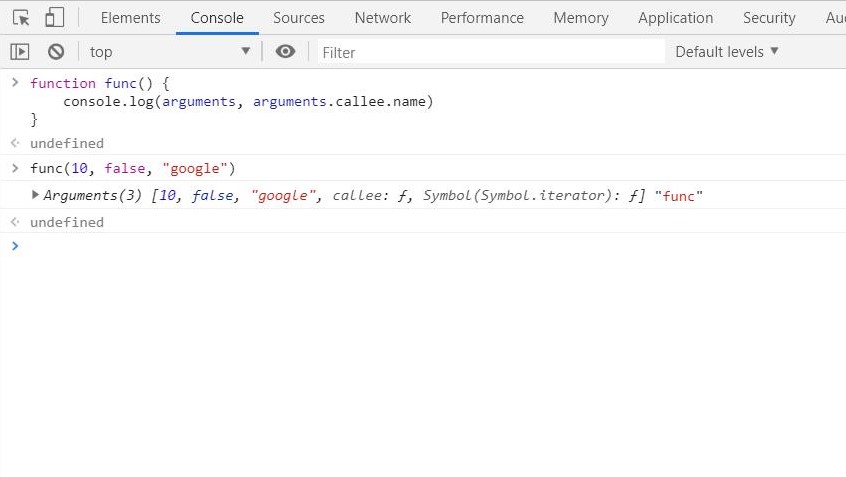 Elements Console Sources Network Performance Memory Application Security Au
top Filter Default levels
function func() {
    console.log(arguments, arguments.callee.name)
}
undefined
func(10, false, "google")
Arguments(3) [10, false, "google", callee: ƒ, Symbol(Symbol.iterator): ƒ] "func"
undefined